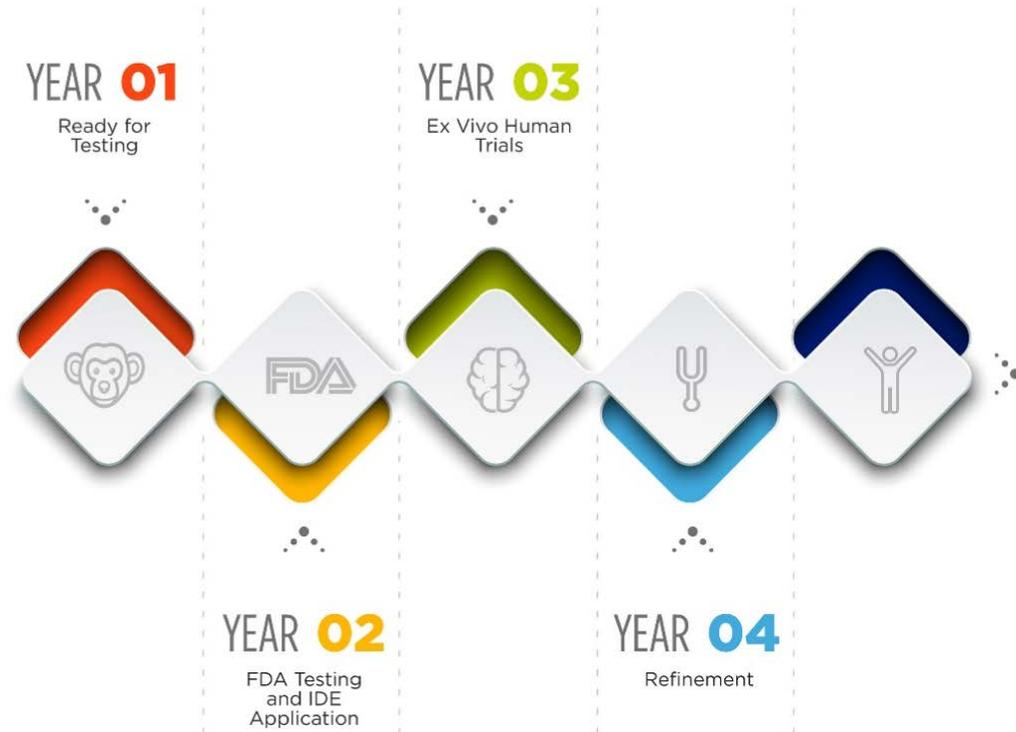 YEAR 01
Ready for
Testing
YEAR 03
Ex Vivo Human
Trials
FDA
YEAR 02
FDA Testing
and IDE
Application
YEAR 04
Refinement